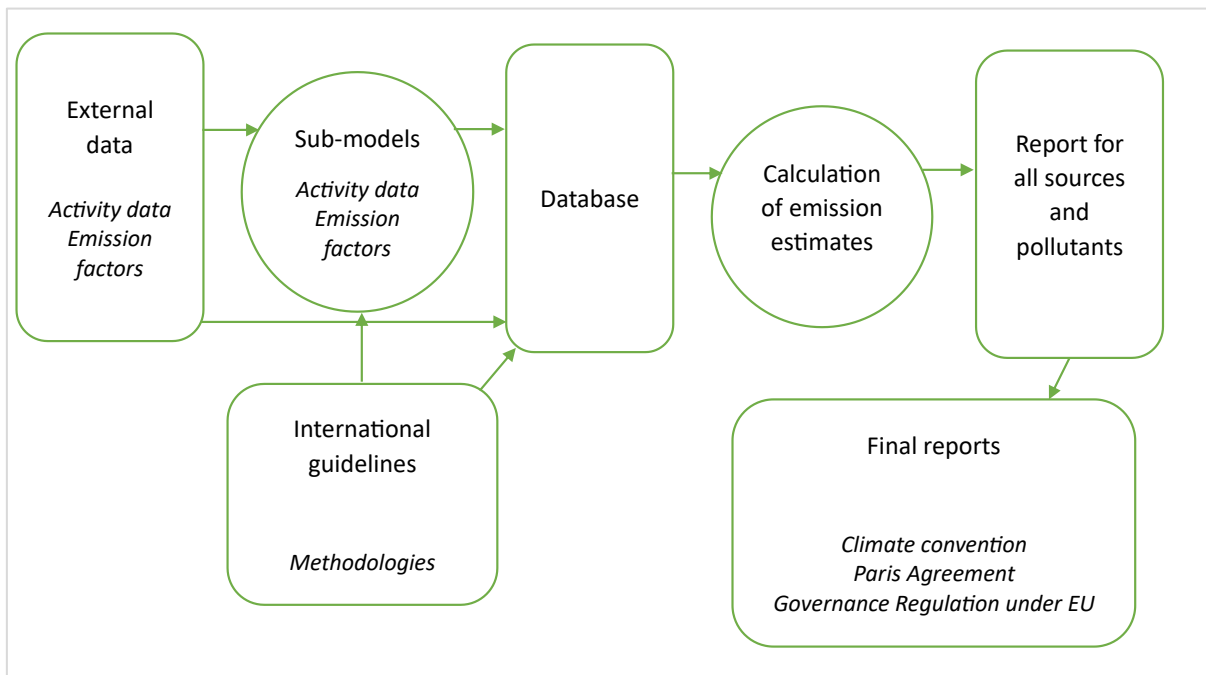 External
data
Activity data
Emission
factors
Sub-models
Activity data
Emission
factors
Database
Calculation
of emission
estimates
Report for
all sources
and
pollutants
International
guidelines
Methodologies
Final reports
Climate convention
Paris Agreement
Governance Regulation under EU